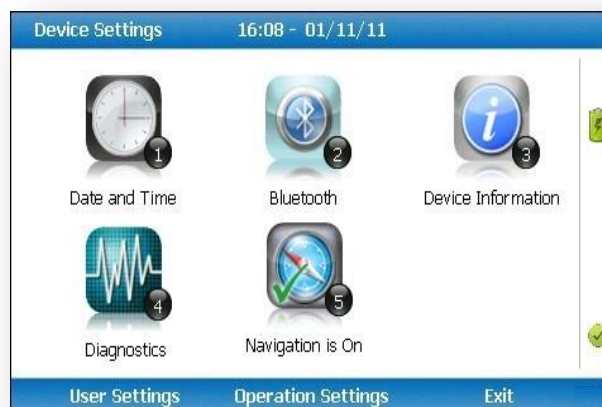 Device Settings 16:08 - 01/11/11
1 2 3
Date and Time Bluetooth Device Information
4 5
Diagnostics Navigation is On
User Settings Operation Settings Exit